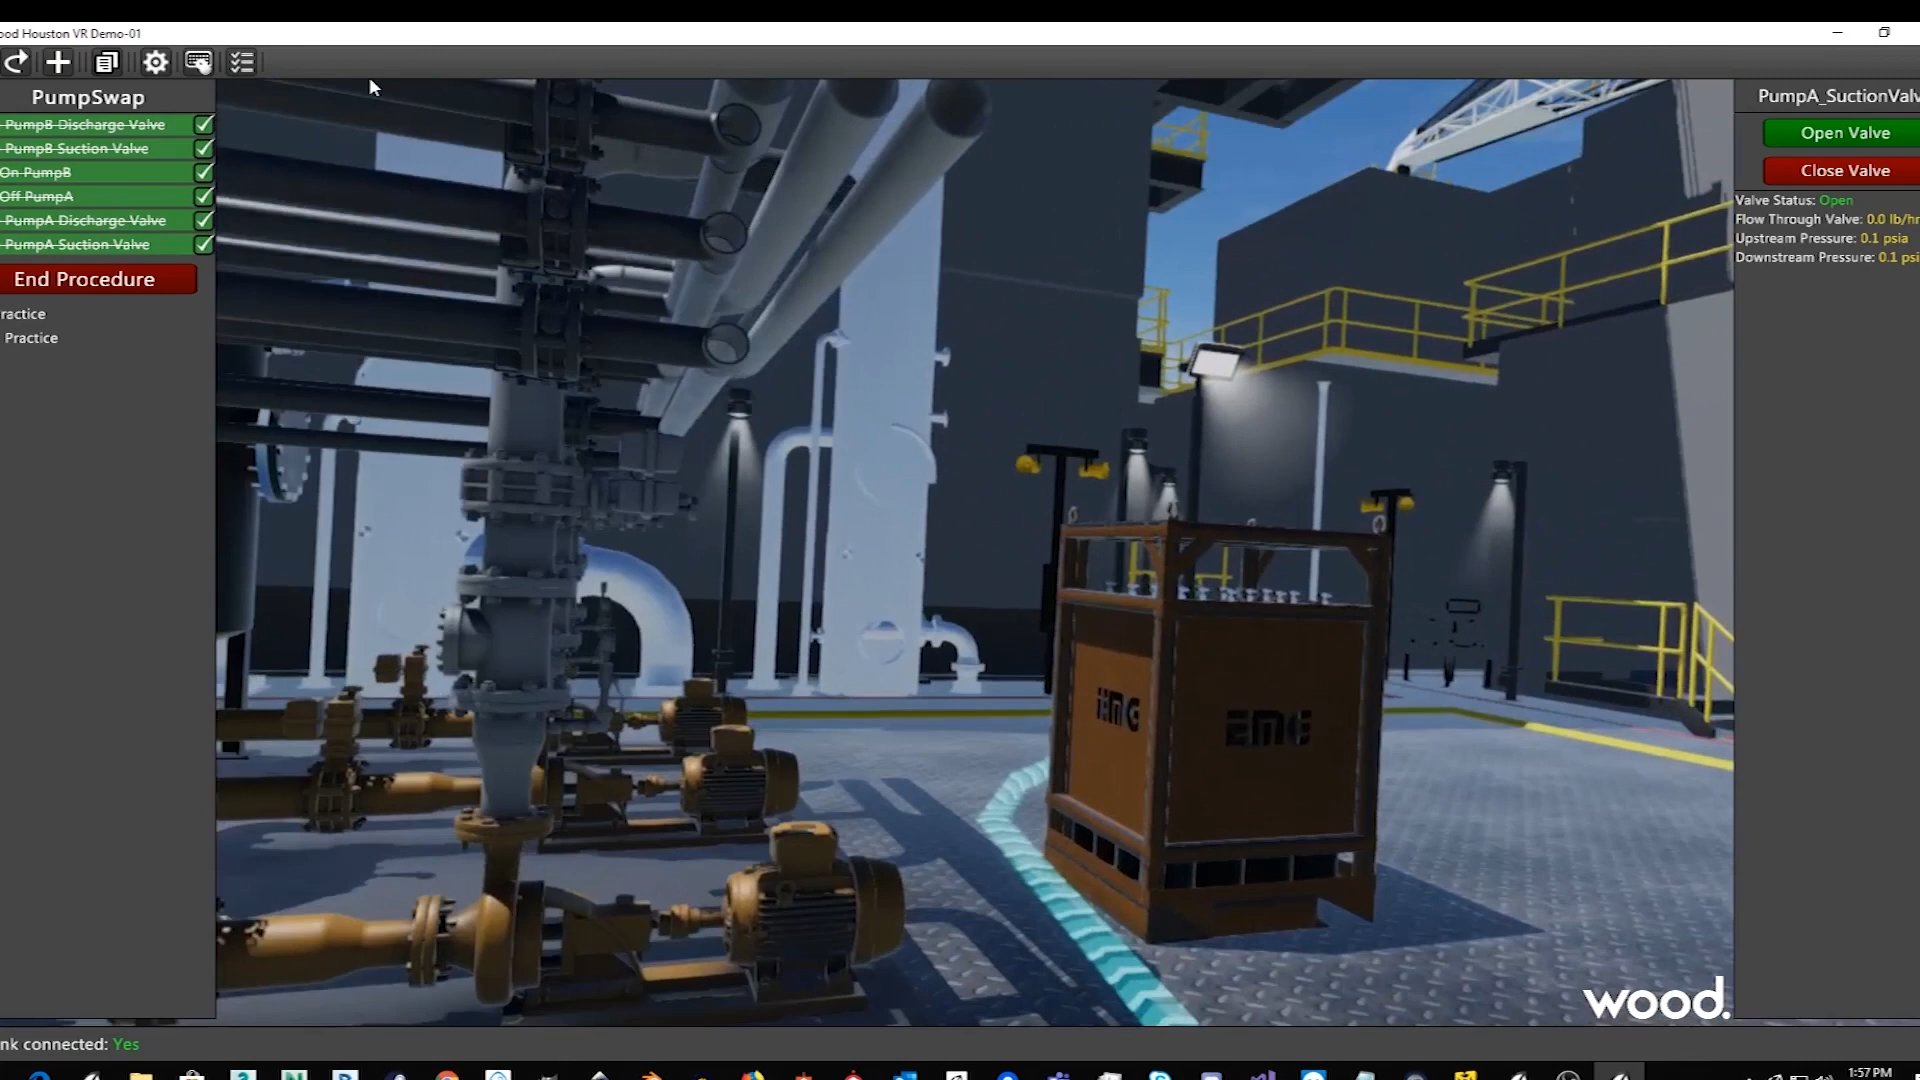 ood Houston VR Demo-01
PumpSwap
PumpB Discharge Valve
PumpB Suction Valve
On PumpB
Off PumpA
PumpA Discharge Valve
PumpA Suction Valve
End Procedure
ractice
Practice
PumpA_SuctionValv
Open Valve
Close Valve
Valve Status: Open
Flow Through Valve: 0.0 lb/hr
Upstream Pressure: 0.1 psia
Downstream Pressure: 0.1 psi
EMG
EMG
wood.
nk connected: Yes
1:57 PM